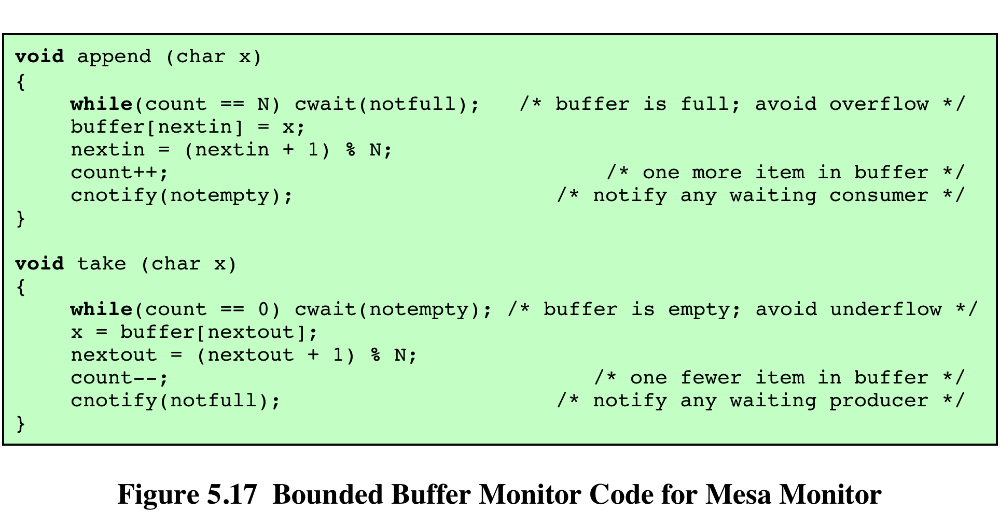 void append (char x)
{
while(count == N) cwait(notfull); /* buffer is full; avoid overflow */
buffer[nextin] = x;
nextin = (nextin + 1) % N;
count++; /* one more item in buffer */
cnotify(notempty); /* notify any waiting consumer */
}
void take (char x)
{
while(count == 0) cwait(notempty); /* buffer is empty; avoid underflow */
x = buffer[nextout];
nextout = (nextout + 1) % N;
count--; /* one fewer item in buffer */
cnotify(notfull); /* notify any waiting producer */
}
Figure 5.17 Bounded Buffer Monitor Code for Mesa Monitor